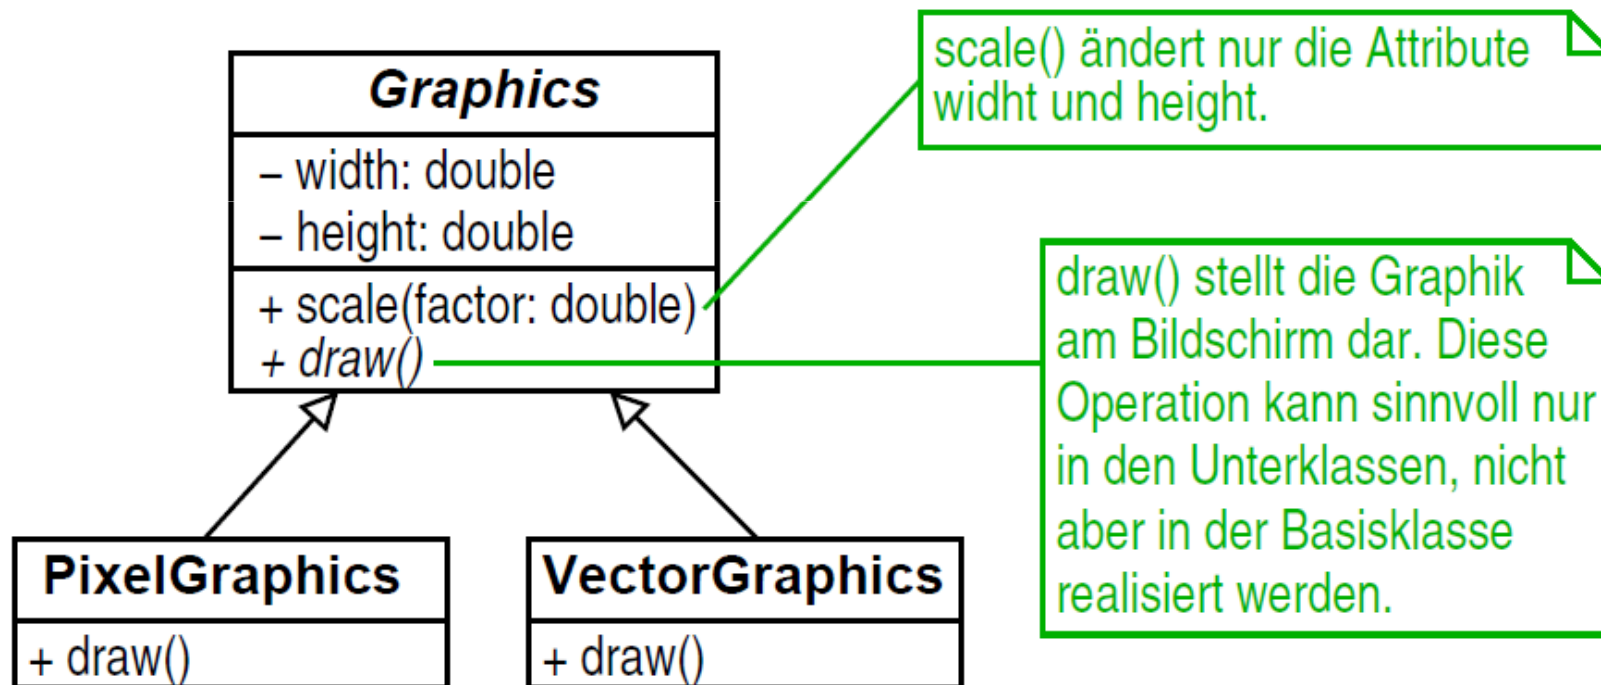 Graphics
– width: double
– height: double
+ scale(factor: double)
+ draw()
scale() ändert nur die Attribute
widht und height.
draw() stellt die Graphik
am Bildschirm dar. Diese
Operation kann sinnvoll nur
in den Unterklassen, nicht
aber in der Basisklasse
realisiert werden.
PixelGraphics
+ draw()
VectorGraphics
+ draw()